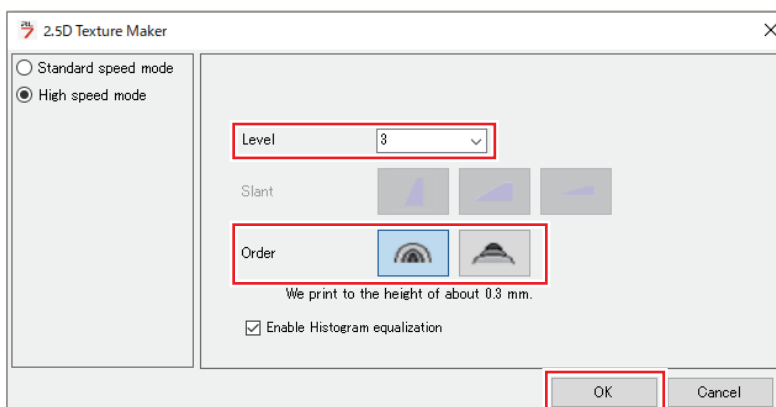 2.5D Texture Maker
Standard speed mode
High speed mode
Level 3
Slant
Order
We print to the height of about 0.3 mm.
Enable Histogram equalization
OK Cancel